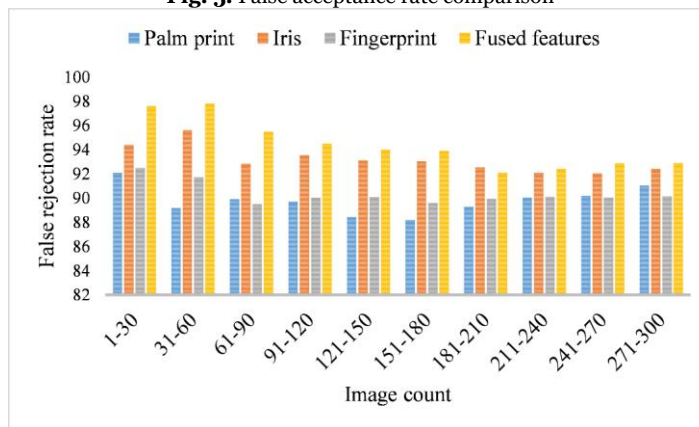 Fig. 5. False acceptance rate comparison
Palm print Iris Fingerprint Fused features
100
98
96
94
92
90
88
86
84
82
False rejection rate
1-30 31-60 61-90 91-120 121-150 151-180 181-210 211-240 241-270 271-300
Image count